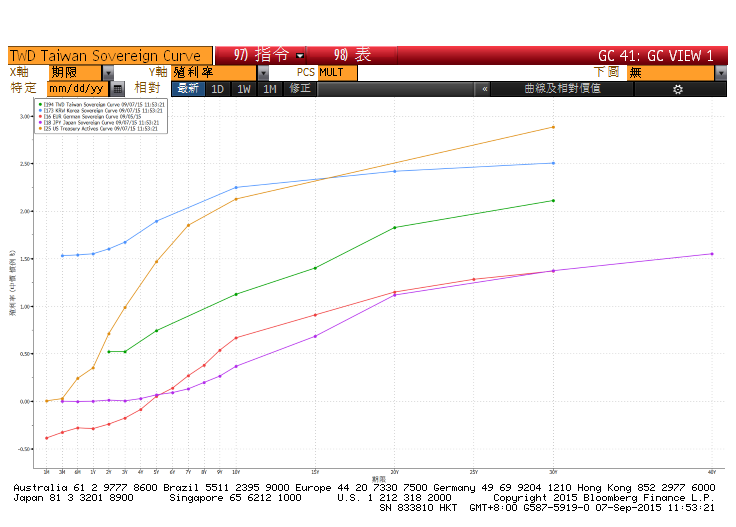 TWD Taiwan Sovereign Curve 97) 指令 98) 表 GC 41: GC VIEW 1
X軸 期限 Y軸 殖利率 PCS MULT 下圖 無
特定 mm/dd/yy 相對 最新 1D 1W 1M 修正 « 曲線及相對價值
I194 TWD Taiwan Sovereign Curve 09/07/15 11:53:21
I173 KRW Korea Sovereign Curve 09/07/15 11:53:21
I16 EUR German Sovereign Curve 09/05/15
I18 JPY Japan Sovereign Curve 09/07/15 11:53:21
I25 US Treasury Actives Curve 09/07/15 11:53:21
3.00
2.50
2.00
1.50
1.00
0.50
0.00
-0.50
1M 3M 6M 1Y 2Y 3Y 4Y 5Y 6Y 7Y 8Y 9Y 10Y 15Y 20Y 25Y 30Y 40Y
期限
Australia 61 2 9777 8600 Brazil 5511 2395 9000 Europe 44 20 7330 7500 Germany 49 69 9204 1210 Hong Kong 852 2977 6000
Japan 81 3 3201 8900 Singapore 65 6212 1000 U.S. 1 212 318 2000 Copyright 2015 Bloomberg Finance L.P.
SN 833810 HKT GMT+8:00 G587-5919-0 07-Sep-2015 11:53:21